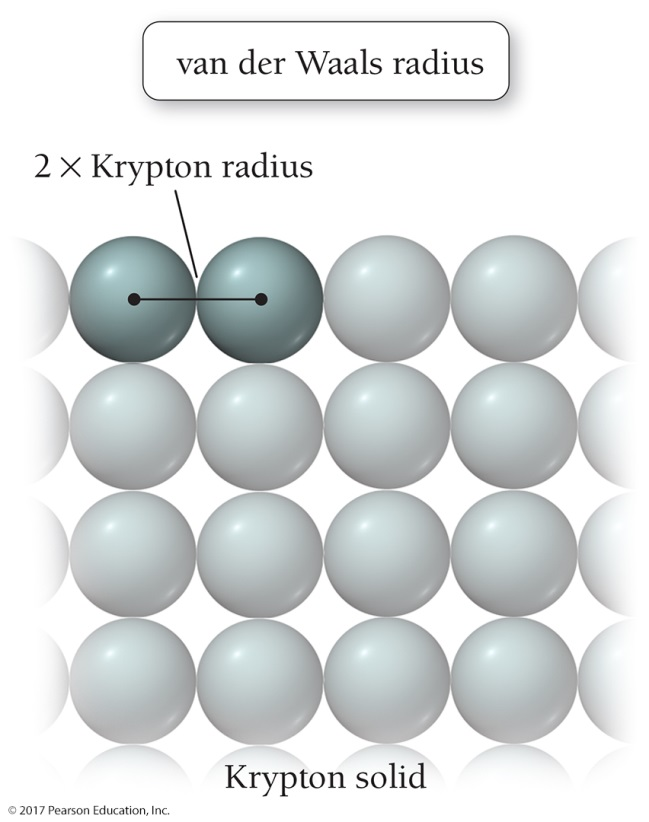 van der Waals radius
2 × Krypton radius
Krypton solid
© 2017 Pearson Education, Inc.